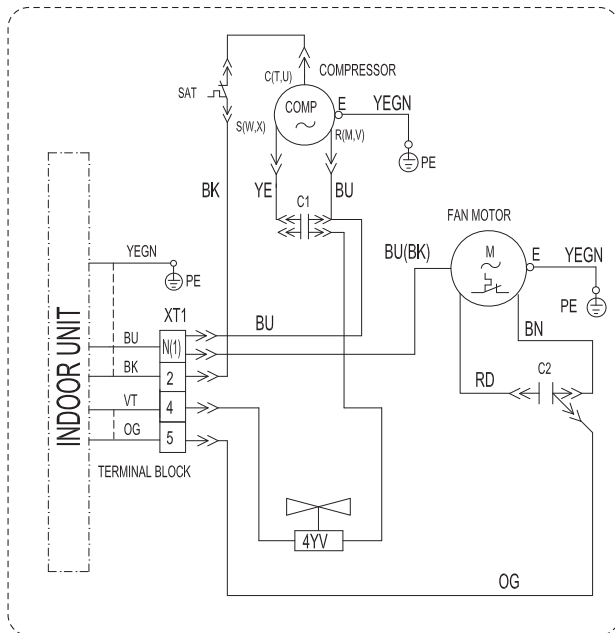 C(T,U)
COMPRESSOR
SAT
COMP
E
YEGN
S(W,X)
R(M,V)
PE
BK
YE
BU
C1
FAN MOTOR
BU(BK)
M
E
YEGN
YEGN
PE
PE
XT1
BU
BN
INDOOR UNIT
BU
N(1)
BK
2
C2
RD
VT
4
OG
5
TERMINAL BLOCK
4YV
OG